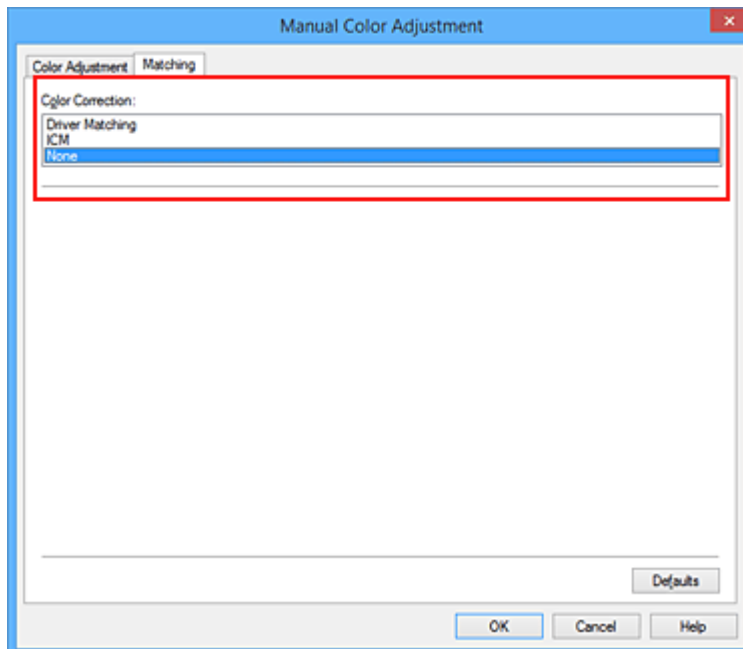 Manual Color Adjustment
Color Adjustment Matching
Color Correction:
Driver Matching
ICM
None
Defaults
OK Cancel Help